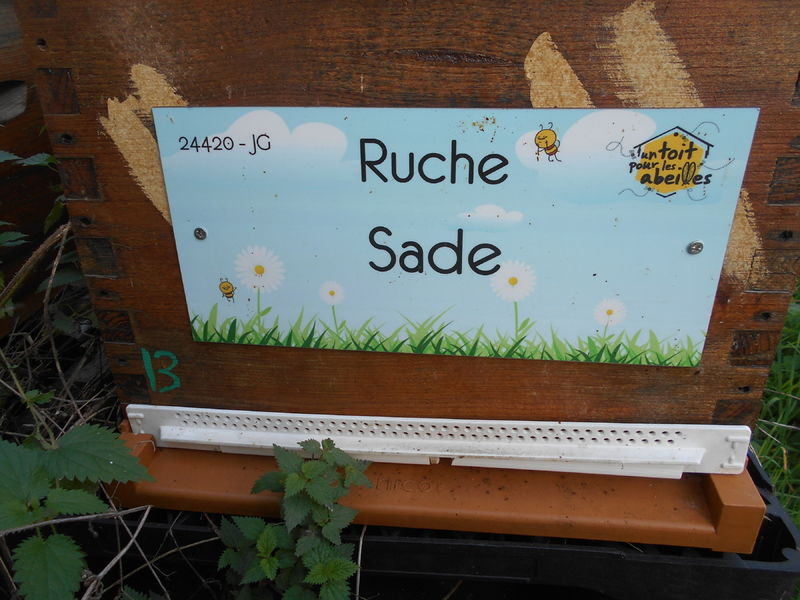 24420 - JG
Ruche
Sade
un toit
pour les
abeilles
13